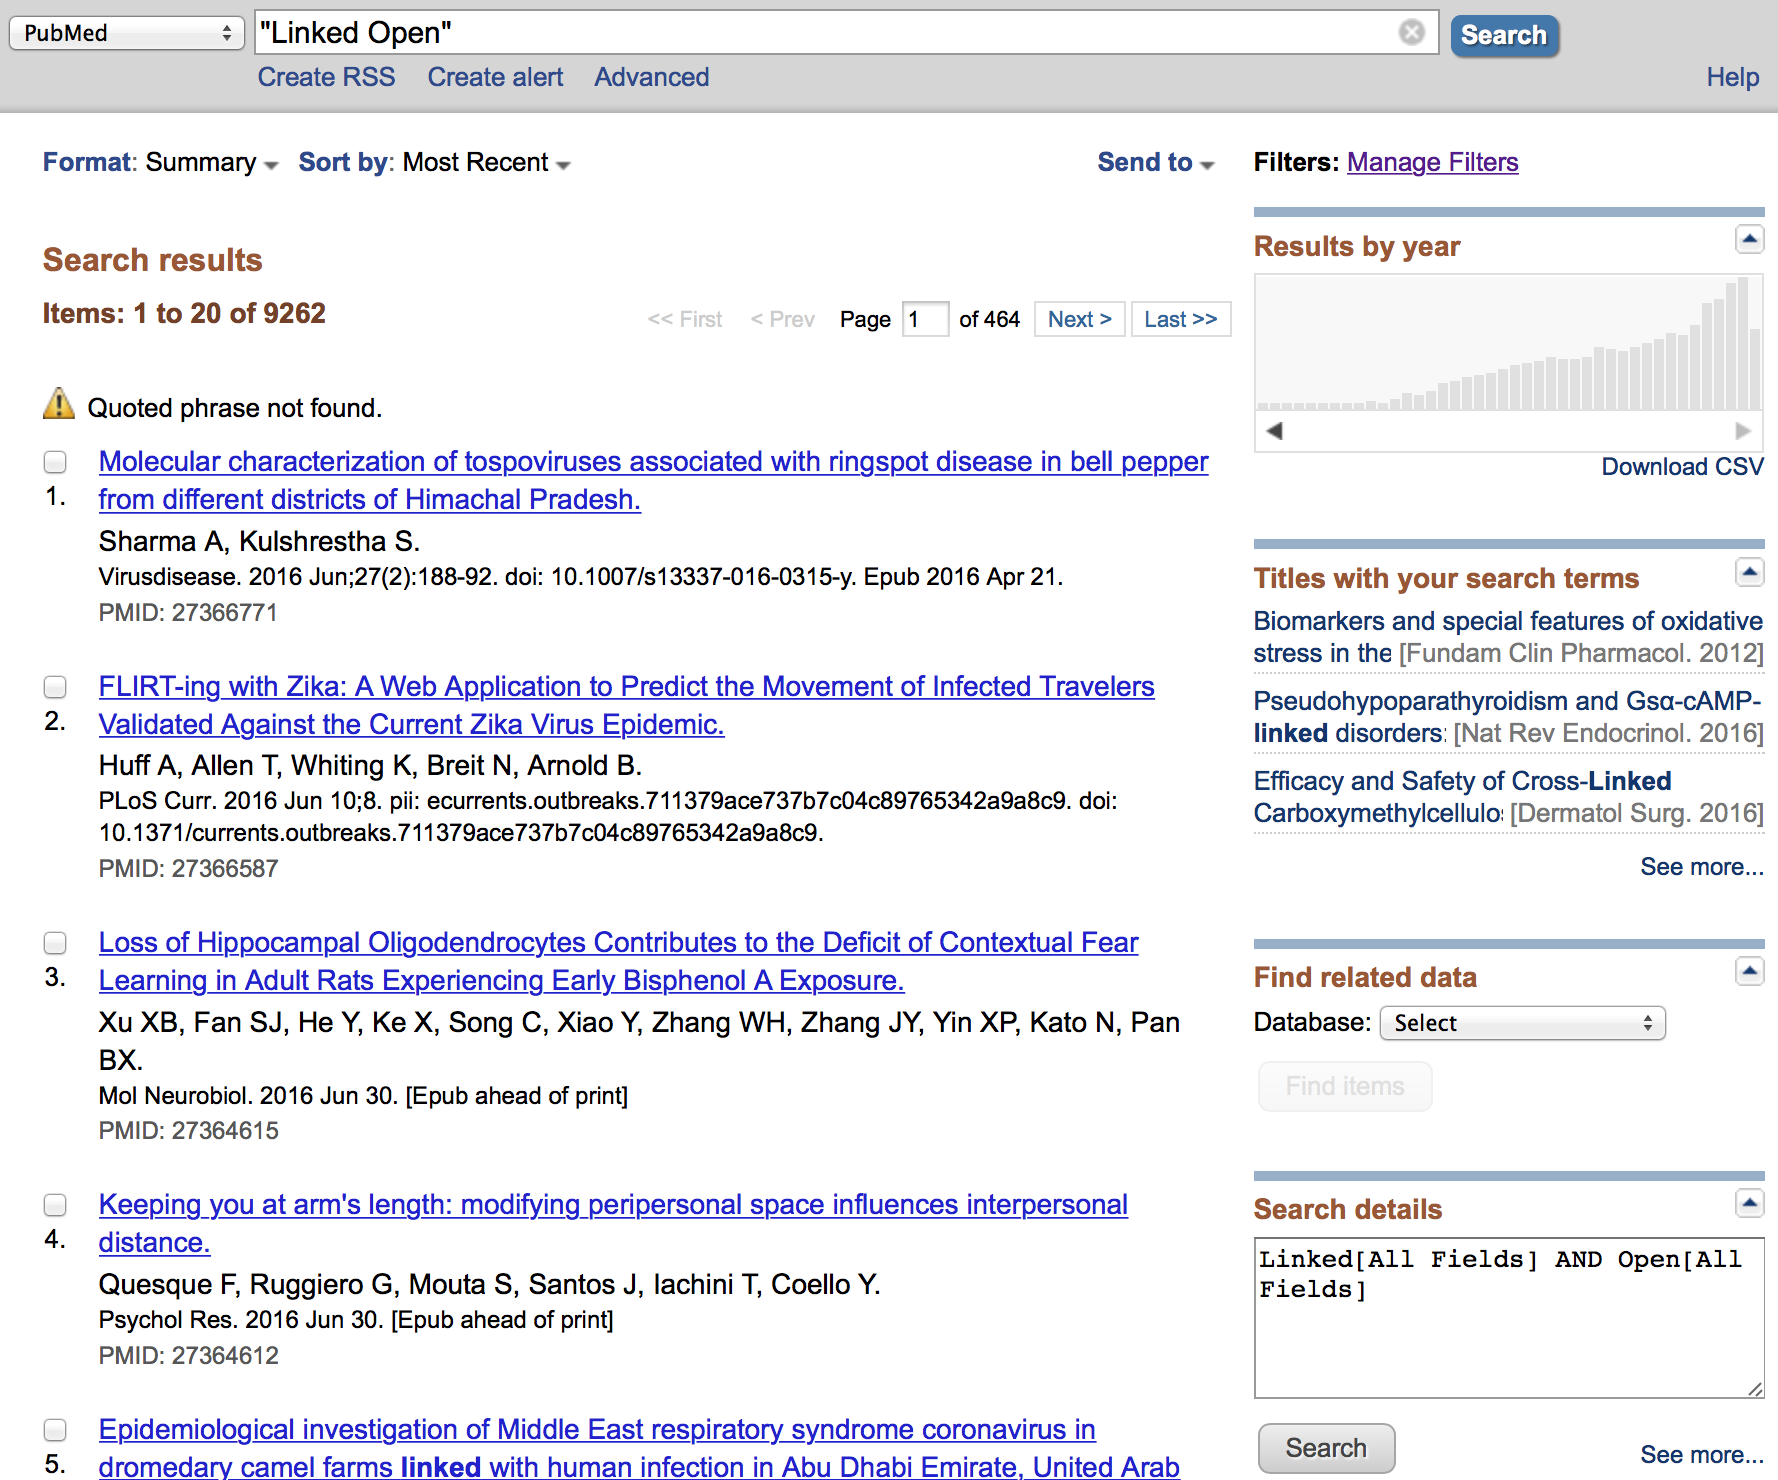 PubMed
"Linked Open"
Search
Create RSS Create alert Advanced
Help
Format: Summary Sort by: Most Recent
Send to
Search results
Items: 1 to 20 of 9262
<< First < Prev Page 1 of 464 Next > Last >>
Quoted phrase not found.
Molecular characterization of tospoviruses associated with ringspot disease in bell pepper
1. from different districts of Himachal Pradesh.
Sharma A, Kulshrestha S.
Virusdisease. 2016 Jun;27(2):188-92. doi: 10.1007/s13337-016-0315-y. Epub 2016 Apr 21.
PMID: 27366771
FLIRT-ing with Zika: A Web Application to Predict the Movement of Infected Travelers
2. Validated Against the Current Zika Virus Epidemic.
Huff A, Allen T, Whiting K, Breit N, Arnold B.
PLoS Curr. 2016 Jun 10;8. pii: ecurrents.outbreaks.711379ace737b7c04c89765342a9a8c9. doi:
10.1371/currents.outbreaks.711379ace737b7c04c89765342a9a8c9.
PMID: 27366587
Loss of Hippocampal Oligodendrocytes Contributes to the Deficit of Contextual Fear
3. Learning in Adult Rats Experiencing Early Bisphenol A Exposure.
Xu XB, Fan SJ, He Y, Ke X, Song C, Xiao Y, Zhang WH, Zhang JY, Yin XP, Kato N, Pan
BX.
Mol Neurobiol. 2016 Jun 30. [Epub ahead of print]
PMID: 27364615
Keeping you at arm's length: modifying peripersonal space influences interpersonal
4. distance.
Quesque F, Ruggiero G, Mouta S, Santos J, Iachini T, Coello Y.
Psychol Res. 2016 Jun 30. [Epub ahead of print]
PMID: 27364612
Epidemiological investigation of Middle East respiratory syndrome coronavirus in
5. dromedary camel farms linked with human infection in Abu Dhabi Emirate, United Arab
Filters: Manage Filters
Results by year
Download CSV
Titles with your search terms
Biomarkers and special features of oxidative
stress in the [Fundam Clin Pharmacol. 2012]
Pseudohypoparathyroidism and Gsα-cAMP-
linked disorders: [Nat Rev Endocrinol. 2016]
Efficacy and Safety of Cross-Linked
Carboxymethylcellulo [Dermatol Surg. 2016]
See more...
Find related data
Database: Select
Find items
Search details
Linked[All Fields] AND Open[All
Fields]
Search
See more...